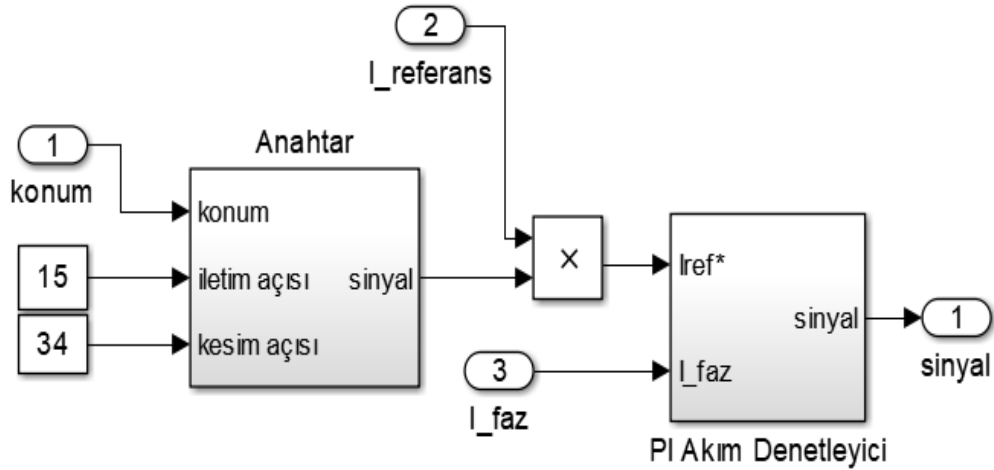 2
I_referans
Anahtar
1
konum
konum
15
iletim açısı
sinyal
34
kesim açısı
×
Iref*
sinyal
1
sinyal
3
I_faz
I_faz
PI Akım Denetleyici